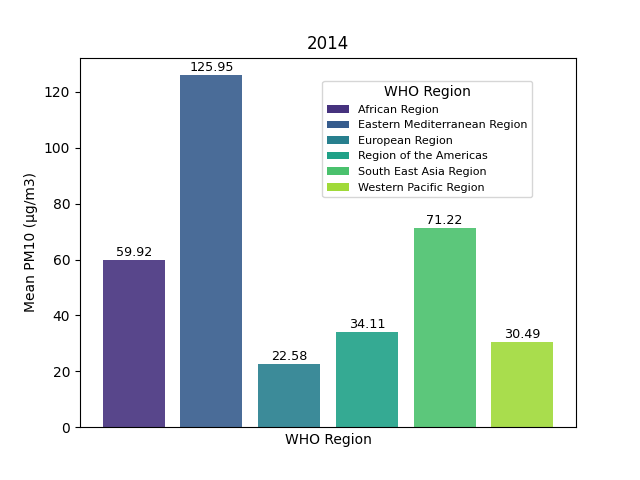 2014
125.95
120
WHO Region
African Region
Eastern Mediterranean Region
European Region
Region of the Americas
South East Asia Region
Western Pacific Region
100
80
71.22
60
59.92
40
34.11
30.49
22.58
20
0
Mean PM10 (µg/m3)
WHO Region